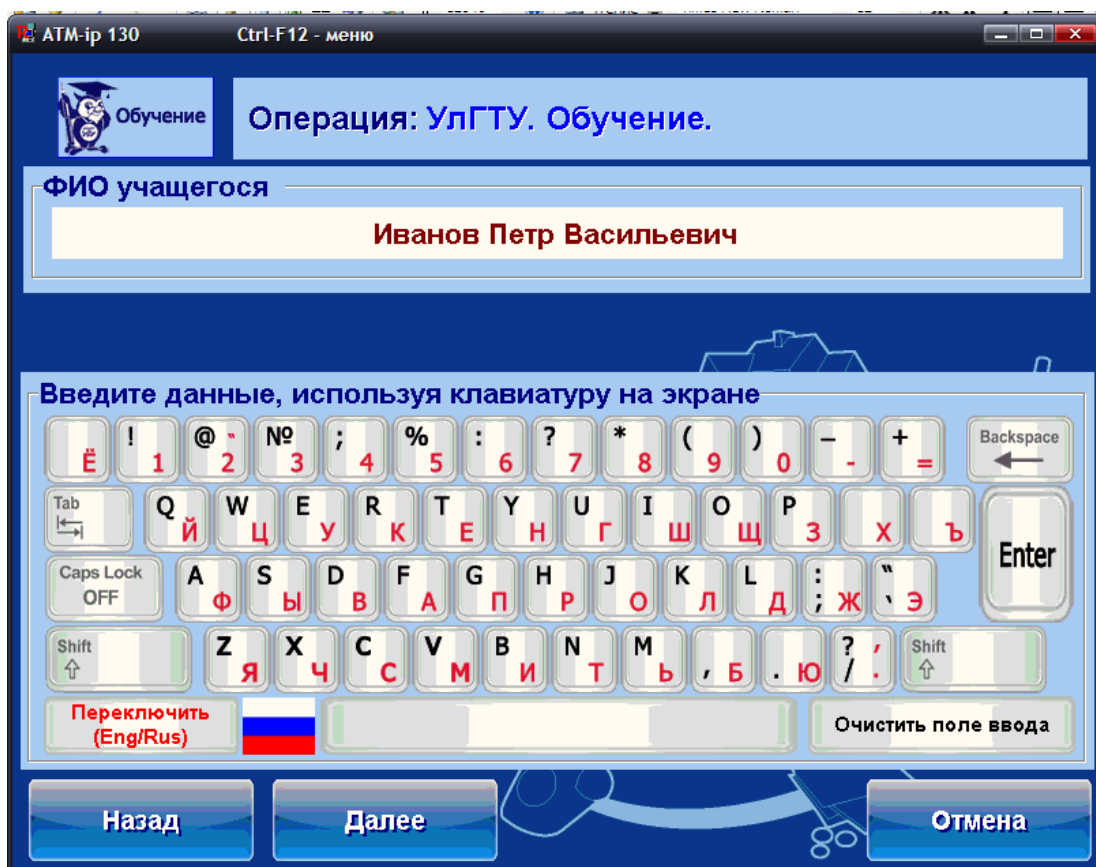 ATM-ip 130 Ctrl-F12 - меню
Обучение
Операция: УлГТУ. Обучение.
ФИО учащегося
Иванов Петр Васильевич
Введите данные, используя клавиатуру на экране
Ё ! 1 @ " 2 № 3 ; 4 % 5 : 6 ? 7 * 8 ( 9 ) 0 – - + = Backspace
Tab Q Й W Ц E У R К T Е Y Н U Г I Ш O Щ P З Х Ъ
Enter
Caps Lock A Ф S Ы D В F А G П H Р J О K Л L Д : ; Ж " ' Э
OFF
Shift Z Я X Ч C С V М B И N Т M Ь , Б . Ю ? / ' . Shift
Переключить
(Eng/Rus)
Очистить поле ввода
Назад Далее Отмена